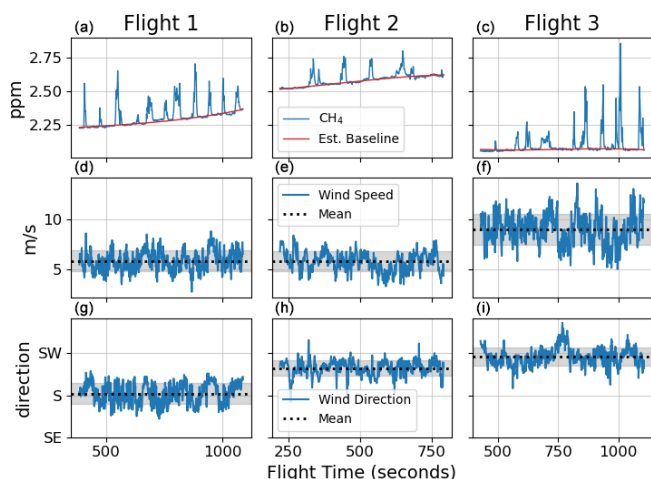 Flight 1 Flight 2 Flight 3
(a) (b) (c)
ppm
2.75
2.50
2.25
CH₄
Est. Baseline
(d) (e) (f)
m/s
10
5
Wind Speed
Mean
(g) (h) (i)
direction
SW
S
SE
Wind Direction
Mean
500 1000 250 500 750 500 1000
Flight Time (seconds)